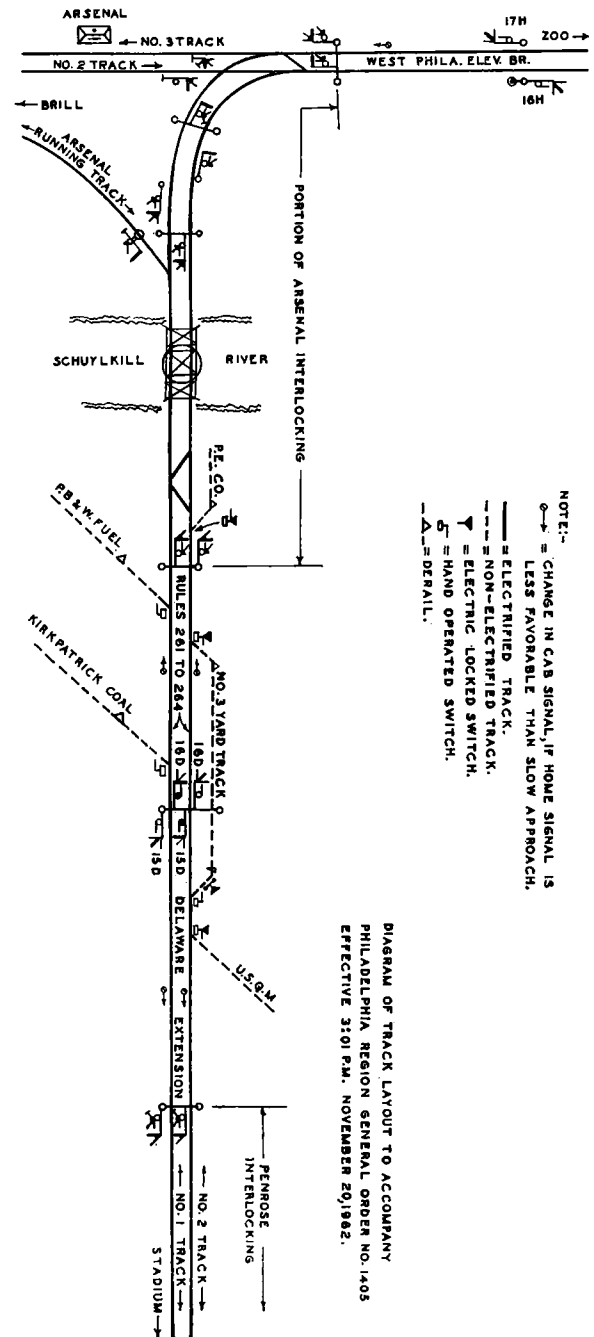 ARSENAL
NO. 3 TRACK
NO. 2 TRACK
17H
ZOO
WEST PHILA. ELEV. BR.
16H
BRILL
ARSENAL
RUNNING TRACK
PORTION OF ARSENAL INTERLOCKING
SCHUYLKILL RIVER
P.E. CO.
P.B & W. FUEL
KIRKPATRICK COAL
RULES 261 TO 264
NO. 3 YARD TRACK
16D
16D
15D
15D
U.S.Q.M
DELAWARE EXTENSION
PENROSE
INTERLOCKING
NO. 2 TRACK
NO. 1 TRACK
STADIUM
NOTE:-
= CHANGE IN CAB SIGNAL, IF HOME SIGNAL IS
LESS FAVORABLE THAN SLOW APPROACH.
= ELECTRIFIED TRACK.
= NON-ELECTRIFIED TRACK.
= ELECTRIC LOCKED SWITCH.
= HAND OPERATED SWITCH.
= DERAIL.
DIAGRAM OF TRACK LAYOUT TO ACCOMPANY
PHILADELPHIA REGION GENERAL ORDER NO. 1405
EFFECTIVE 3:01 P.M. NOVEMBER 20, 1962.